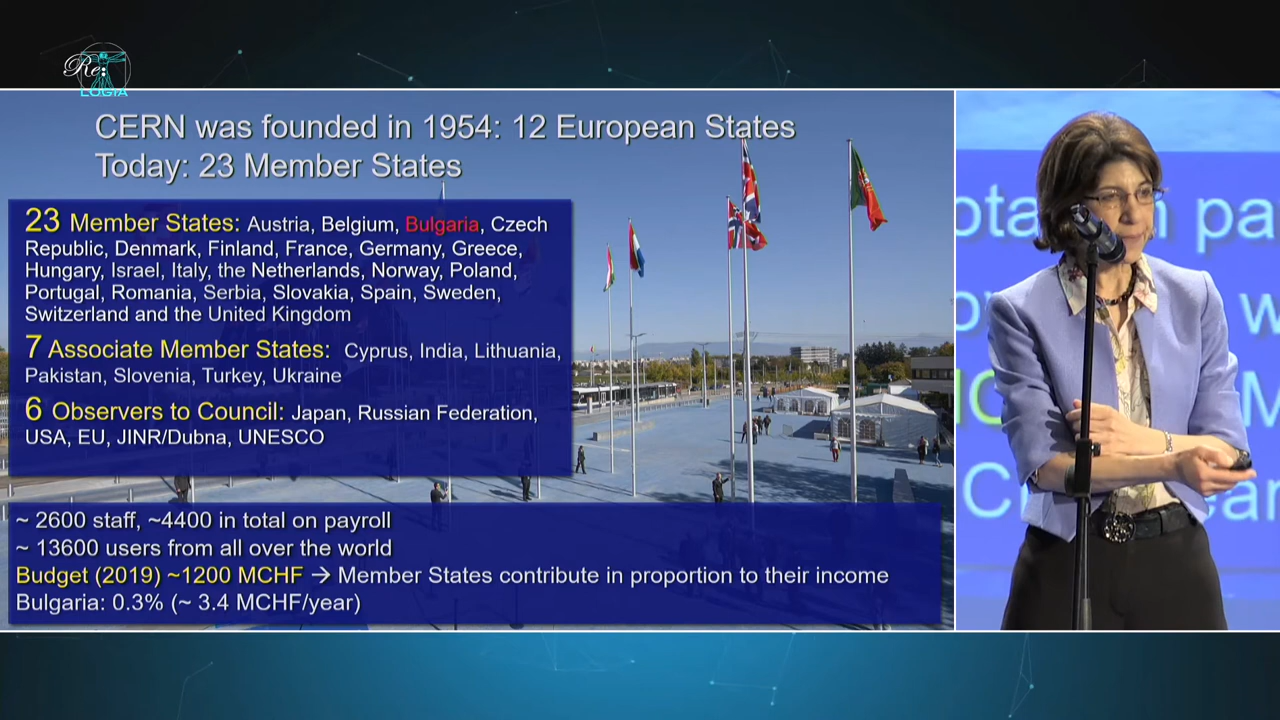 Re:
LOGIA
CERN was founded in 1954: 12 European States
Today: 23 Member States
23 Member States: Austria, Belgium, Bulgaria, Czech
Republic, Denmark, Finland, France, Germany, Greece,
Hungary, Israel, Italy, the Netherlands, Norway, Poland,
Portugal, Romania, Serbia, Slovakia, Spain, Sweden,
Switzerland and the United Kingdom
7 Associate Member States: Cyprus, India, Lithuania,
Pakistan, Slovenia, Turkey, Ukraine
6 Observers to Council: Japan, Russian Federation,
USA, EU, JINR/Dubna, UNESCO
~ 2600 staff, ~4400 in total on payroll
~ 13600 users from all over the world
Budget (2019) ~1200 MCHF → Member States contribute in proportion to their income
Bulgaria: 0.3% (~ 3.4 MCHF/year)